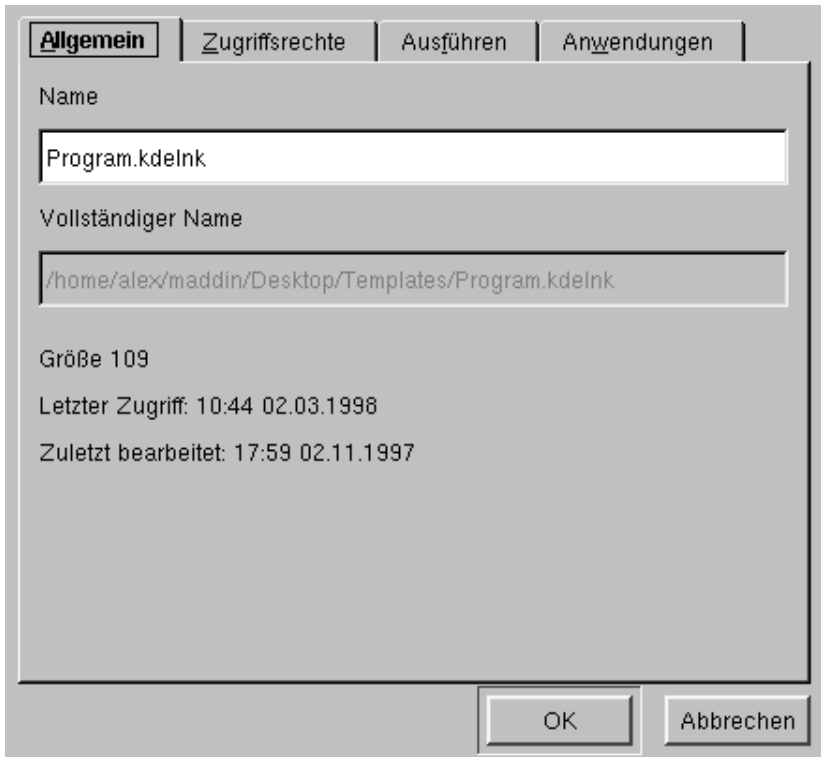 Allgemein Zugriffsrechte Ausführen Anwendungen
Name
Program.kdelnk
Vollständiger Name
/home/alex/maddin/Desktop/Templates/Program.kdelnk
Größe 109
Letzter Zugriff: 10:44 02.03.1998
Zuletzt bearbeitet: 17:59 02.11.1997
OK Abbrechen